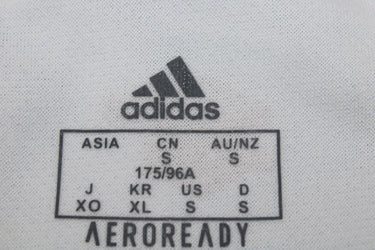 adidas
ASIA CN AU/NZ
S S
175/96A
J KR US D
XO XL S S
AEROREADY